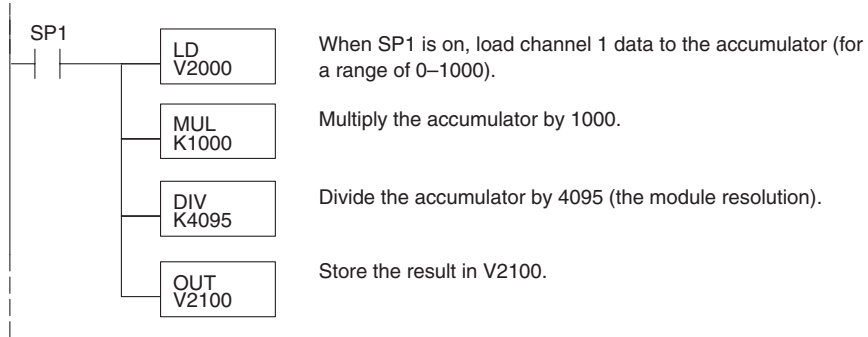 SP1
LD
V2000
When SP1 is on, load channel 1 data to the accumulator (for
a range of 0–1000).
MUL
K1000
Multiply the accumulator by 1000.
DIV
K4095
Divide the accumulator by 4095 (the module resolution).
OUT
V2100
Store the result in V2100.